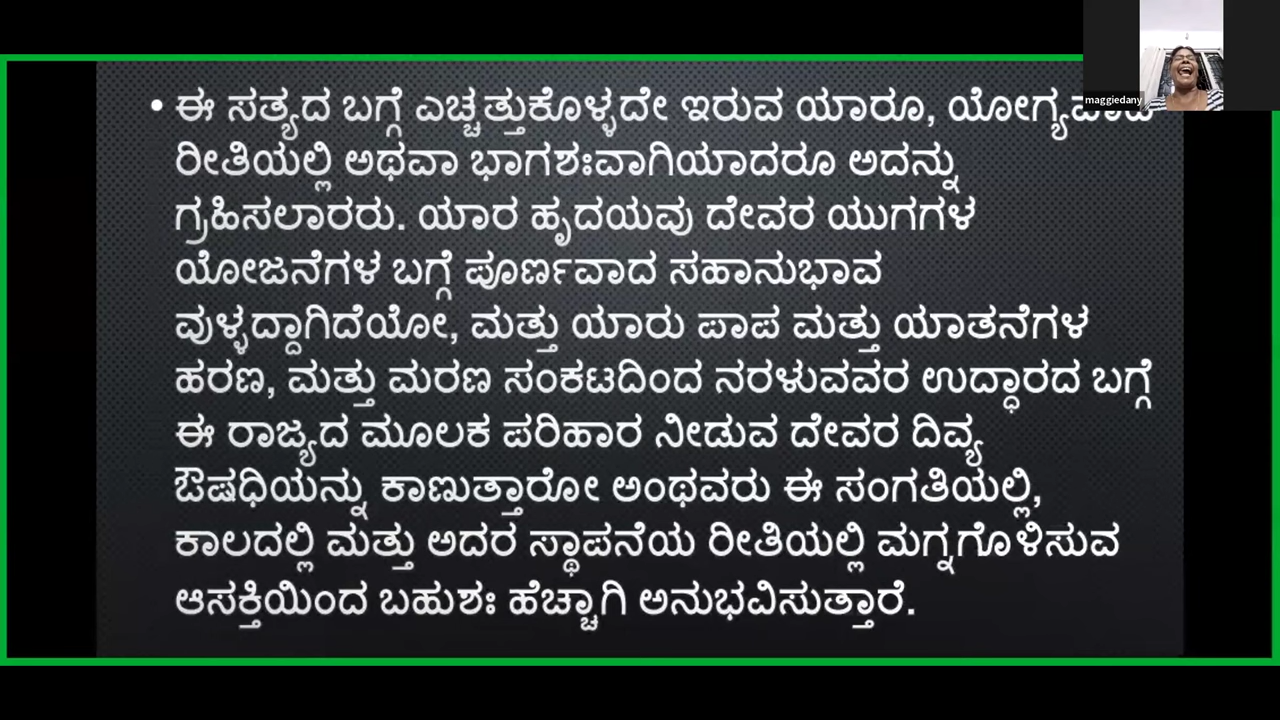 maggiedany
• ಈ ಸತ್ಯದ ಬಗ್ಗೆ ಎಚ್ಚತ್ತುಕೊಳ್ಳದೇ ಇರುವ ಯಾರೂ,
ರೀತಿಯಲ್ಲಿ ಅಥವಾ ಭಾಗಶಃವಾಗಿಯಾದರೂ ಅದನ್ನು
ಗ್ರಹಿಸಲಾರರು. ಯಾರ ಹೃದಯವು ದೇವರ ಯುಗಗಳ
ಯೋಜನೆಗಳ ಬಗ್ಗೆ ಪೂರ್ಣವಾದ ಸಹಾನುಭಾವ
ವುಳ್ಳದ್ದಾಗಿದೆಯೋ, ಮತ್ತು ಯಾರು ಪಾಪ ಮತ್ತು ಯಾತನೆಗಳ
ಹರಣ, ಮತ್ತು ಮರಣ ಸಂಕಟದಿಂದ ನರಳುವವರ ಉದ್ಧಾರದ ಬಗ್ಗೆ
ಈ ರಾಜ್ಯದ ಮೂಲಕ ಪರಿಹಾರ ನೀಡುವ ದೇವರ ದಿವ್ಯ
ಔಷಧಿಯನ್ನು ಕಾಣುತ್ತಾರೋ ಅಂಥವರು ಈ ಸಂಗತಿಯಲ್ಲಿ,
ಕಾಲದಲ್ಲಿ ಮತ್ತು ಅದರ ಸ್ಥಾಪನೆಯ ರೀತಿಯಲ್ಲಿ ಮಗ್ನಗೊಳಿಸುವ
ಆಸಕ್ತಿಯಿಂದ ಬಹುಶಃ ಹೆಚ್ಚಾಗಿ ಅನುಭವಿಸುತ್ತಾರೆ.